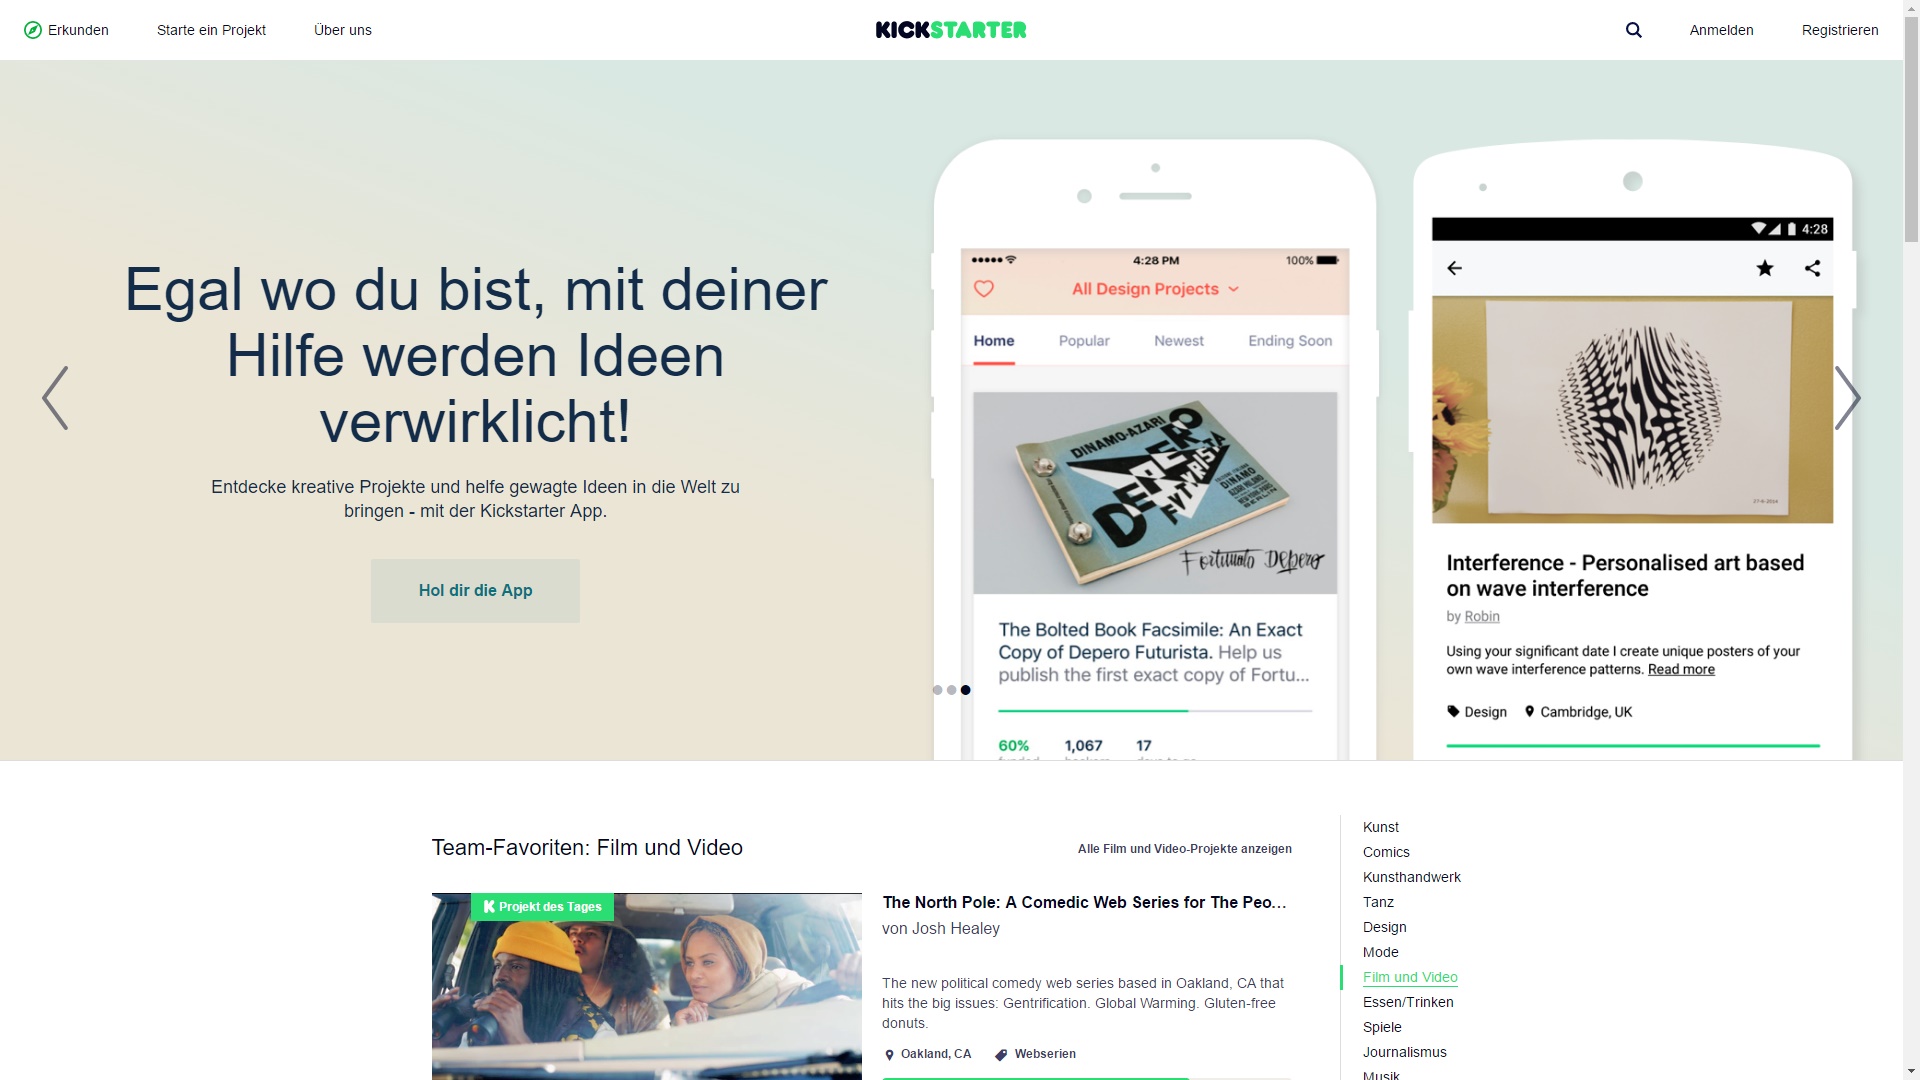 Erkunden
Starte ein Projekt
Über uns
KICKSTARTER
Anmelden
Registrieren
Egal wo du bist, mit deiner
Hilfe werden Ideen
verwirklicht!
Entdecke kreative Projekte und helfe gewagte Ideen in die Welt zu
bringen - mit der Kickstarter App.
Hol dir die App
4:28 PM
100%
All Design Projects
Home
Popular
Newest
Ending Soon
DINAMO-AZARI
DEPERO
FUTURISTA
Fortunato Depero
The Bolted Book Facsimile: An Exact
Copy of Depero Futurista. Help us
publish the first exact copy of Fortu...
60%
1,067
17
4:28
Interference - Personalised art based
on wave interference
by Robin
Using your significant date I create unique posters of your
own wave interference patterns. Read more
Design
Cambridge, UK
Team-Favoriten: Film und Video
Alle Film und Video-Projekte anzeigen
Projekt des Tages
The North Pole: A Comedic Web Series for The Peo...
von Josh Healey
The new political comedy web series based in Oakland, CA that
hits the big issues: Gentrification. Global Warming. Gluten-free
donuts.
Oakland, CA
Webserien
Kunst
Comics
Kunsthandwerk
Tanz
Design
Mode
Film und Video
Essen/Trinken
Spiele
Journalismus
Musik